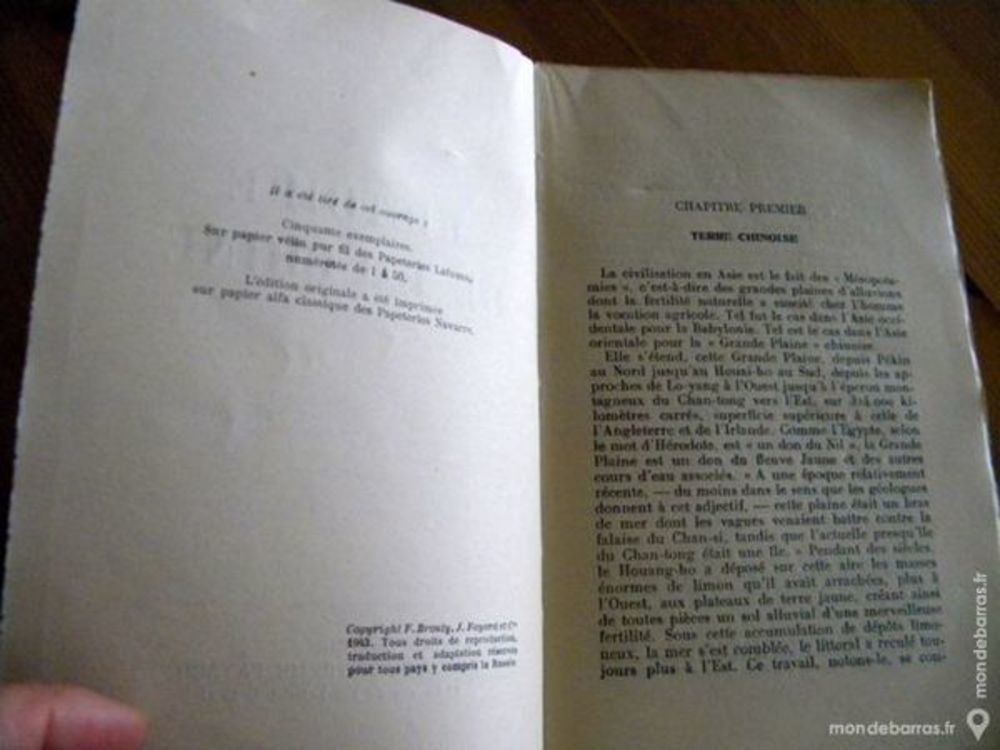 Il a été tiré de cet ouvrage :
Cinquante exemplaires.
Sur papier vélin pur fil des Papeteries Lafuma,
numérotés de 1 à 50.
L'édition originale a été imprimée
sur papier alfa classique des Papeteries Navarre.
Copyright F. Brouty, J. Fayard et Cie
1943. Tous droits de reproduction,
traduction et adaptation réservés
pour tous pays y compris la Russie
CHAPITRE PREMIER
TERRE CHINOISE
La civilisation en Asie est le fait des « Mésopota-
mies », c'est-à-dire des grandes plaines d'alluvions
dont la fertilité naturelle a suscité chez l'homme
la vocation agricole. Tel fut le cas dans l'Asie occi-
dentale pour la Babylonie. Tel est le cas dans l'Asie
orientale pour la « Grande Plaine » chinoise.
Elle s'étend, cette Grande Plaine, depuis Pékin
au Nord jusqu'au Houai-ho au Sud, depuis les ap-
proches de Lo-yang à l'Ouest jusqu'à l'éperon mon-
tagneux du Chan-tong vers l'Est, sur 314.000 ki-
lomètres carrés, superficie supérieure à celle de
l'Angleterre et de l'Irlande. Comme l'Egypte, selon
le mot d'Hérodote, est « un don du Nil », la Grande
Plaine est un don du fleuve Jaune et des autres
cours d'eau associés. « A une époque relativement
récente, — du moins dans le sens que les géologues
donnent à cet adjectif, — cette plaine était un bras
de mer dont les vagues venaient battre contre la
falaise du Chan-si, tandis que l'actuelle presqu'île
du Chan-tong était une île. » Pendant des siècles,
le Houang-ho a déposé sur cette aire les masses
énormes de limon qu'il avait arrachées, plus à
l'Ouest, aux plateaux de terre jaune, créant ainsi
de toutes pièces un sol alluvial d'une merveilleuse
fertilité. Sous cette accumulation de dépôts limo-
neux, la mer s'est comblée, le littoral a reculé tou-
jours plus à l'Est. Ce travail, notons-le, se con-
mondebarras.fr
mondebarras.fr